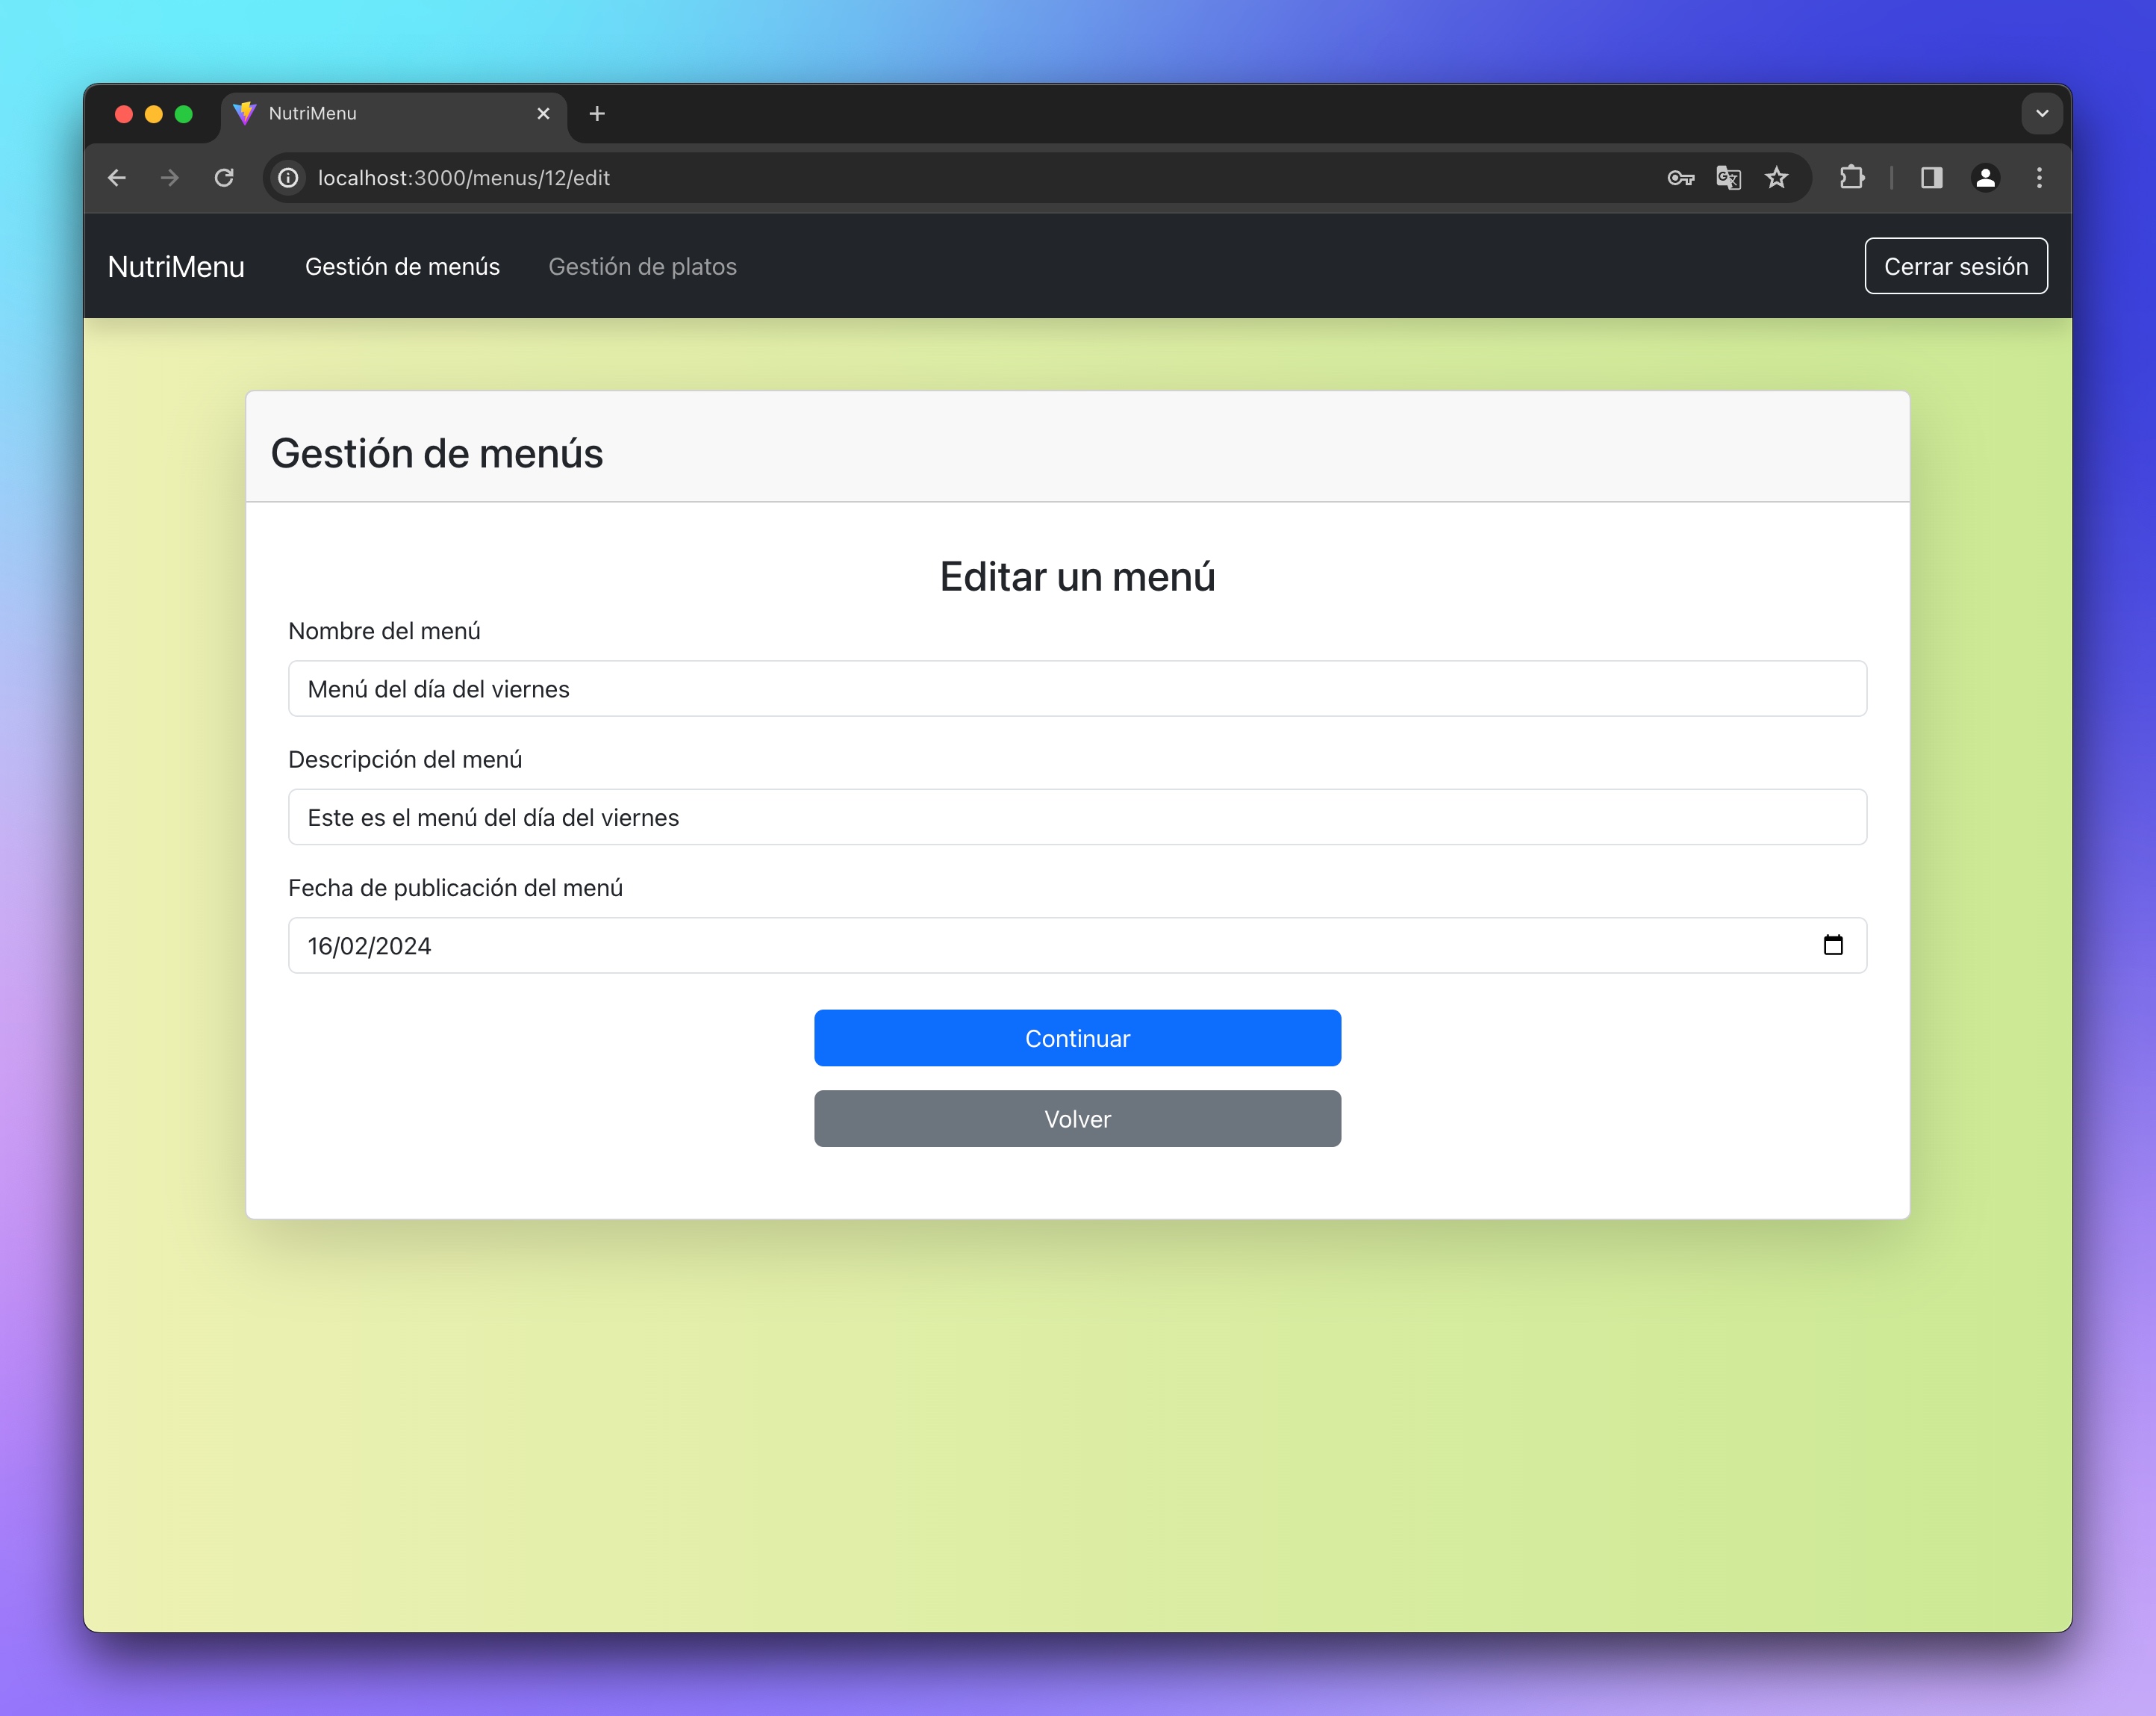 NutriMenu
localhost:3000/menus/12/edit
NutriMenu Gestión de menús Gestión de platos Cerrar sesión
Gestión de menús
Editar un menú
Nombre del menú
Menú del día del viernes
Descripción del menú
Este es el menú del día del viernes
Fecha de publicación del menú
16/02/2024
Continuar
Volver